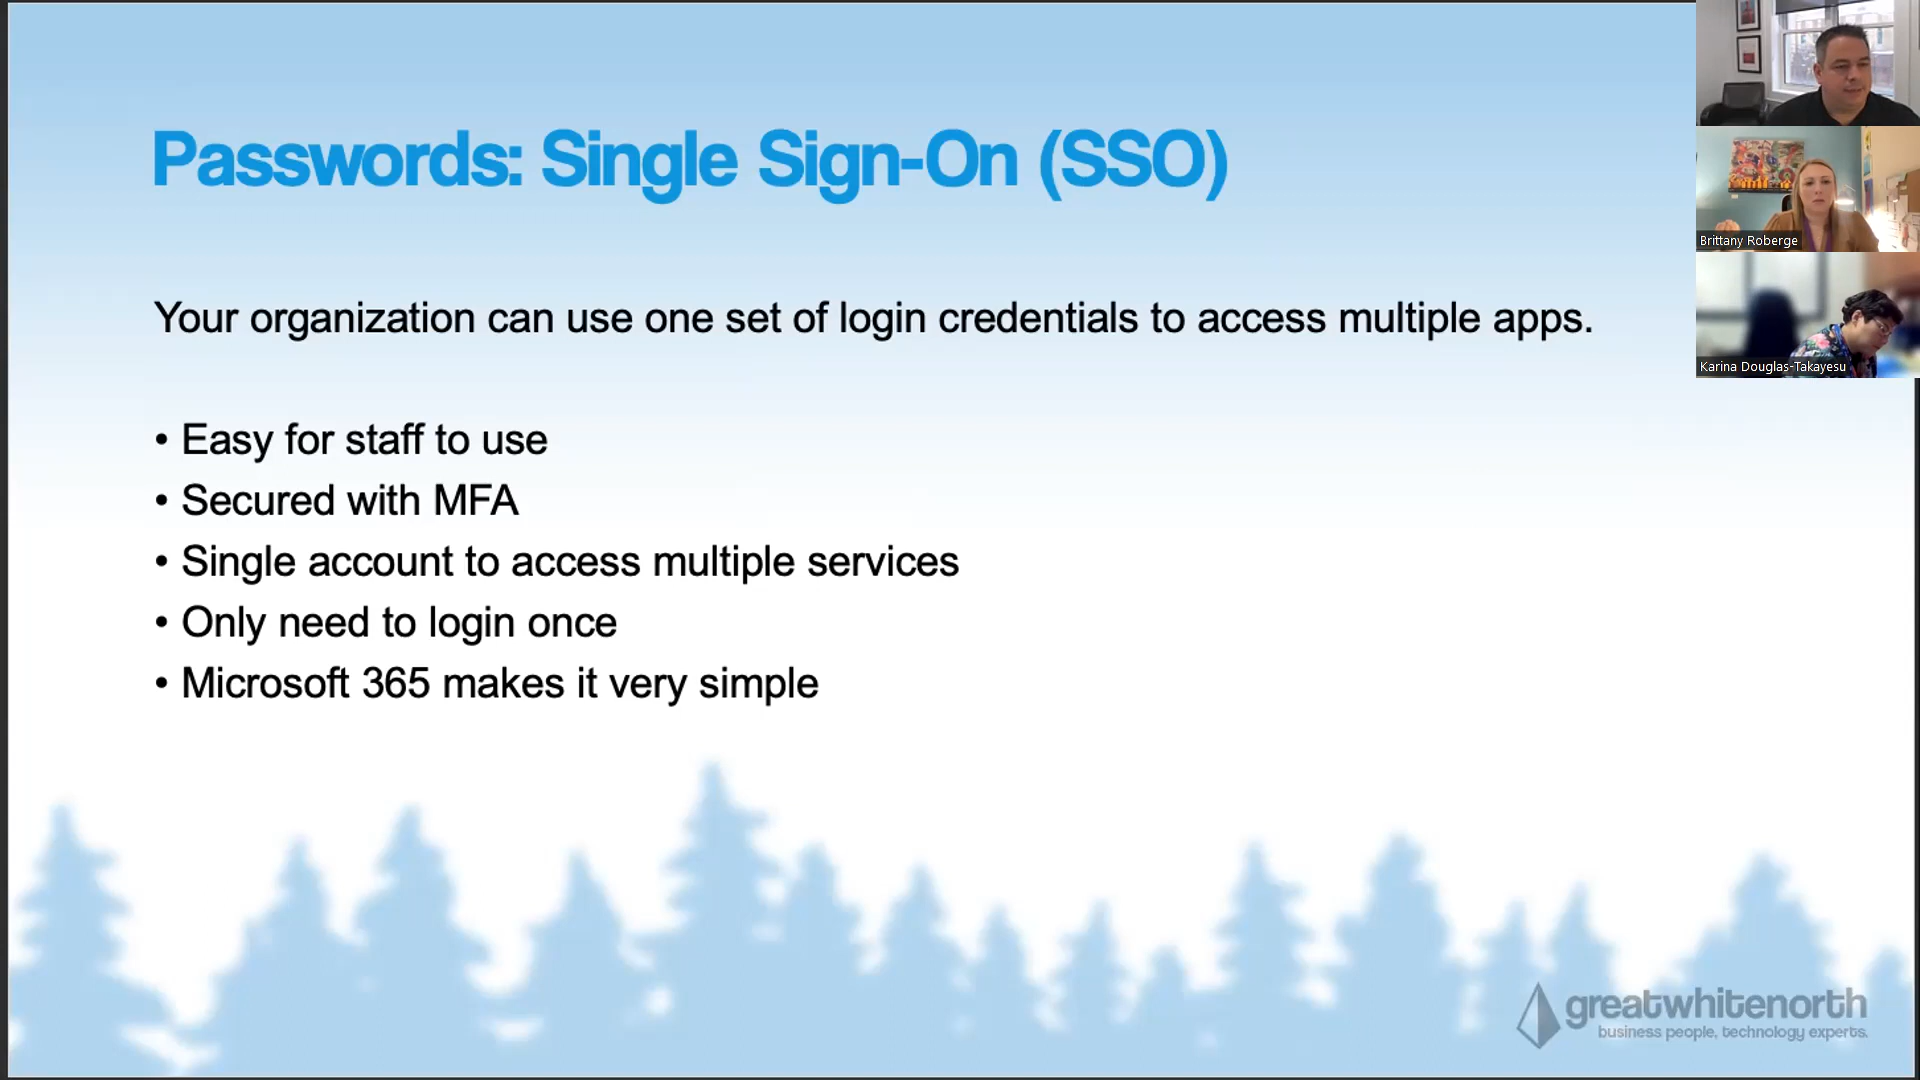 Passwords: Single Sign-On (SSO)
Your organization can use one set of login credentials to access multiple apps.
• Easy for staff to use
• Secured with MFA
• Single account to access multiple services
• Only need to login once
• Microsoft 365 makes it very simple
Brittany Roberge
Karina Douglas-Takayesu
greatwhitenorth
business people, technology experts.